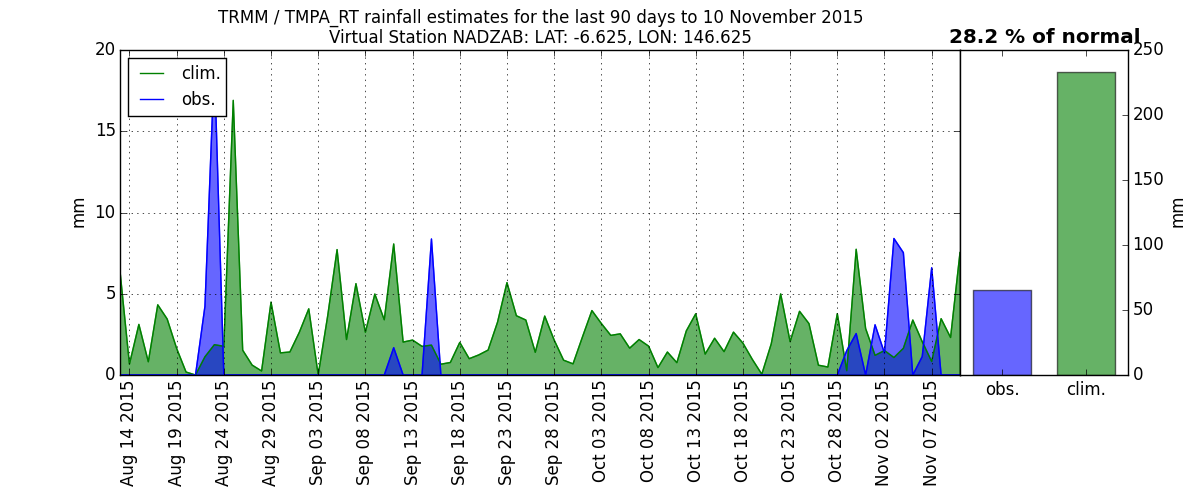 TRMM / TMPA_RT rainfall estimates for the last 90 days to 10 November 2015
Virtual Station NADZAB: LAT: -6.625, LON: 146.625
28.2 % of normal
clim.
obs.
20
15
10
5
0
mm
250
200
150
100
50
0
mm
Aug 14 2015
Aug 19 2015
Aug 24 2015
Aug 29 2015
Sep 03 2015
Sep 08 2015
Sep 13 2015
Sep 18 2015
Sep 23 2015
Sep 28 2015
Oct 03 2015
Oct 08 2015
Oct 13 2015
Oct 18 2015
Oct 23 2015
Oct 28 2015
Nov 02 2015
Nov 07 2015
obs.
clim.